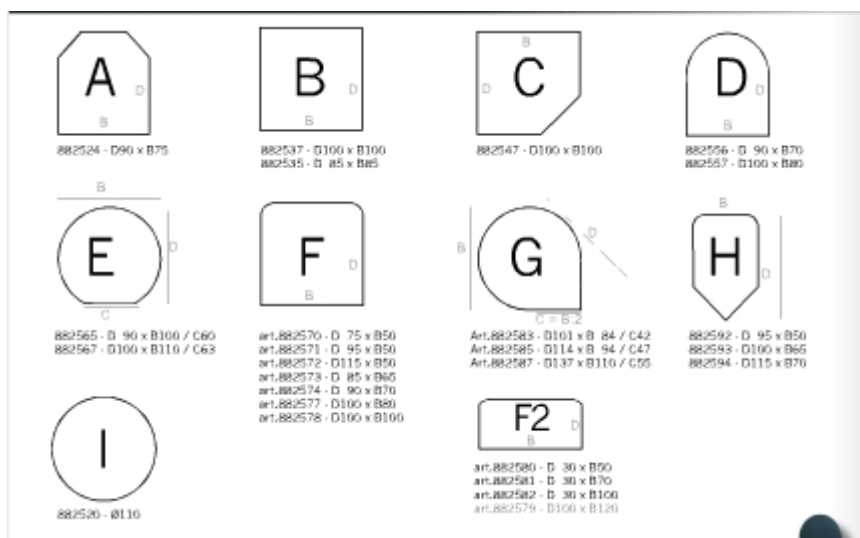 A
D
B
882524 - D90 x B75
B
D
B
882537 - D100 x B100
882535 - D 85 x B85
B
C
D
882547 - D100 x B100
D
D
B
882556 - D 90 x B70
882557 - D100 x B80
B
E
D
C
882565 - D 90 x B100 / C60
882567 - D100 x B110 / C63
F
D
B
art.882570 - D 75 x B50
art.882571 - D 95 x B50
art.882572 - D115 x B50
art.882573 - D 85 x B65
art.882574 - D 90 x B70
art.882577 - D100 x B80
art.882578 - D100 x B100
B
G
D
C = B:2
Art.882583 - D101 x B 84 / C42
Art.882585 - D114 x B 94 / C47
Art.882587 - D137 x B110 / C55
B
H
D
882592 - D 95 x B50
882593 - D100 x B65
882594 - D115 x B70
I
882520 - Ø110
F2
D
B
art.882580 - D 30 x B50
art.882581 - D 30 x B70
art.882582 - D 30 x B100
art.882579 - D100 x B120